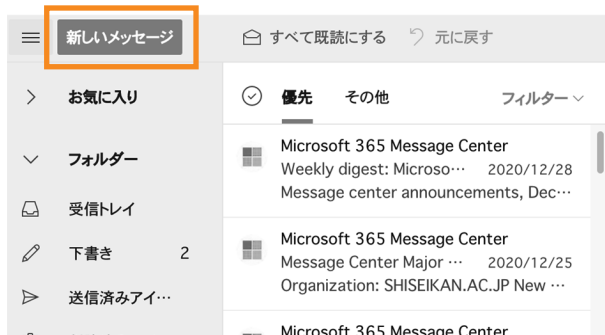 新しいメッセージ
すべて既読にする
元に戻す
お気に入り
フォルダー
受信トレイ
下書き 2
送信済みアイ…
優先 その他 フィルター
Microsoft 365 Message Center
Weekly digest: Microso… 2020/12/28
Message center announcements, Dec…
Microsoft 365 Message Center
Message Center Major … 2020/12/25
Organization: SHISEIKAN.AC.JP New …
Microsoft 365 Message Center